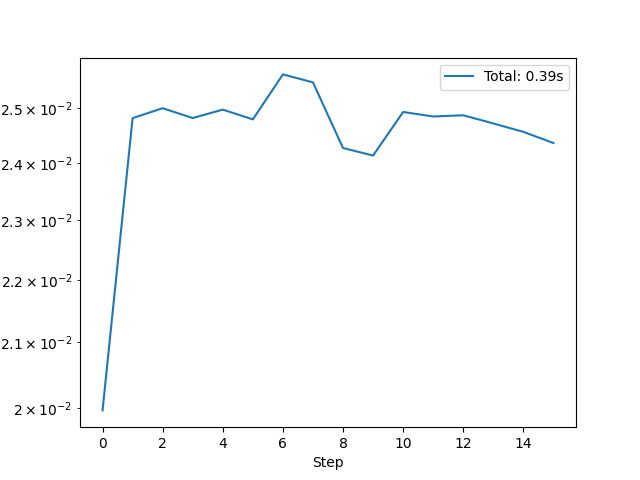 Total: 0.39s
2.5 × 10⁻²
2.4 × 10⁻²
2.3 × 10⁻²
2.2 × 10⁻²
2.1 × 10⁻²
2 × 10⁻²
0 2 4 6 8 10 12 14
Step